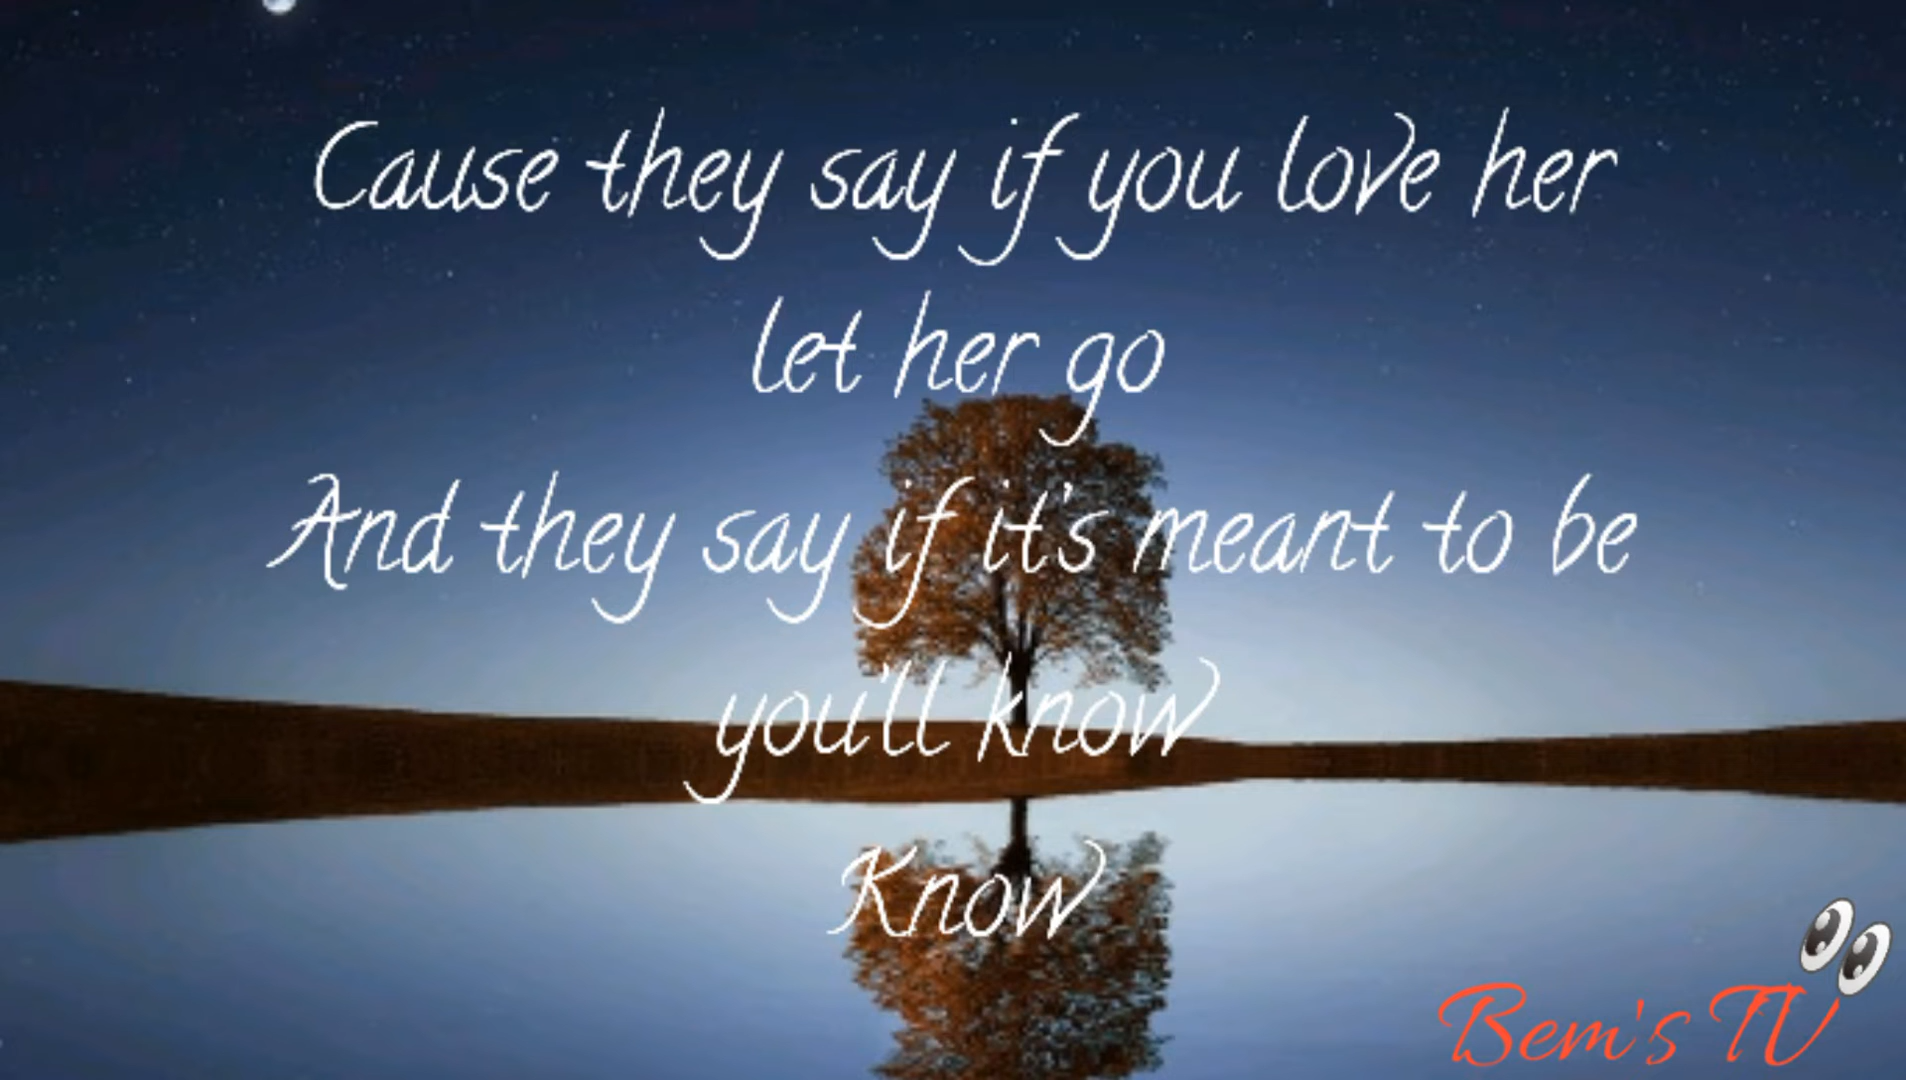 Cause they say if you love her
let her go
And they say if it's meant to be
you'll know
Know
Bem's TV